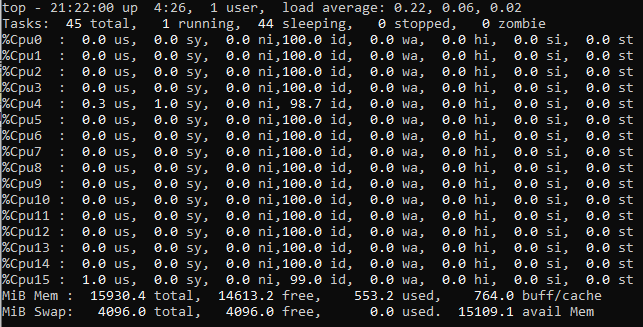 top - 21:22:00 up  4:26,  1 user,  load average: 0.22, 0.06, 0.02
Tasks:  45 total,   1 running,  44 sleeping,   0 stopped,   0 zombie
%Cpu0  :  0.0 us,  0.0 sy,  0.0 ni,100.0 id,  0.0 wa,  0.0 hi,  0.0 si,  0.0 st
%Cpu1  :  0.0 us,  0.0 sy,  0.0 ni,100.0 id,  0.0 wa,  0.0 hi,  0.0 si,  0.0 st
%Cpu2  :  0.0 us,  0.0 sy,  0.0 ni,100.0 id,  0.0 wa,  0.0 hi,  0.0 si,  0.0 st
%Cpu3  :  0.0 us,  0.0 sy,  0.0 ni,100.0 id,  0.0 wa,  0.0 hi,  0.0 si,  0.0 st
%Cpu4  :  0.3 us,  1.0 sy,  0.0 ni, 98.7 id,  0.0 wa,  0.0 hi,  0.0 si,  0.0 st
%Cpu5  :  0.0 us,  0.0 sy,  0.0 ni,100.0 id,  0.0 wa,  0.0 hi,  0.0 si,  0.0 st
%Cpu6  :  0.0 us,  0.0 sy,  0.0 ni,100.0 id,  0.0 wa,  0.0 hi,  0.0 si,  0.0 st
%Cpu7  :  0.0 us,  0.0 sy,  0.0 ni,100.0 id,  0.0 wa,  0.0 hi,  0.0 si,  0.0 st
%Cpu8  :  0.0 us,  0.0 sy,  0.0 ni,100.0 id,  0.0 wa,  0.0 hi,  0.0 si,  0.0 st
%Cpu9  :  0.0 us,  0.0 sy,  0.0 ni,100.0 id,  0.0 wa,  0.0 hi,  0.0 si,  0.0 st
%Cpu10 :  0.0 us,  0.0 sy,  0.0 ni,100.0 id,  0.0 wa,  0.0 hi,  0.0 si,  0.0 st
%Cpu11 :  0.0 us,  0.0 sy,  0.0 ni,100.0 id,  0.0 wa,  0.0 hi,  0.0 si,  0.0 st
%Cpu12 :  0.0 us,  0.0 sy,  0.0 ni,100.0 id,  0.0 wa,  0.0 hi,  0.0 si,  0.0 st
%Cpu13 :  0.0 us,  0.0 sy,  0.0 ni,100.0 id,  0.0 wa,  0.0 hi,  0.0 si,  0.0 st
%Cpu14 :  0.0 us,  0.0 sy,  0.0 ni,100.0 id,  0.0 wa,  0.0 hi,  0.0 si,  0.0 st
%Cpu15 :  1.0 us,  0.0 sy,  0.0 ni, 99.0 id,  0.0 wa,  0.0 hi,  0.0 si,  0.0 st
MiB Mem :  15930.4 total,  14613.2 free,    553.2 used,    764.0 buff/cache
MiB Swap:   4096.0 total,   4096.0 free,      0.0 used.  15109.1 avail Mem